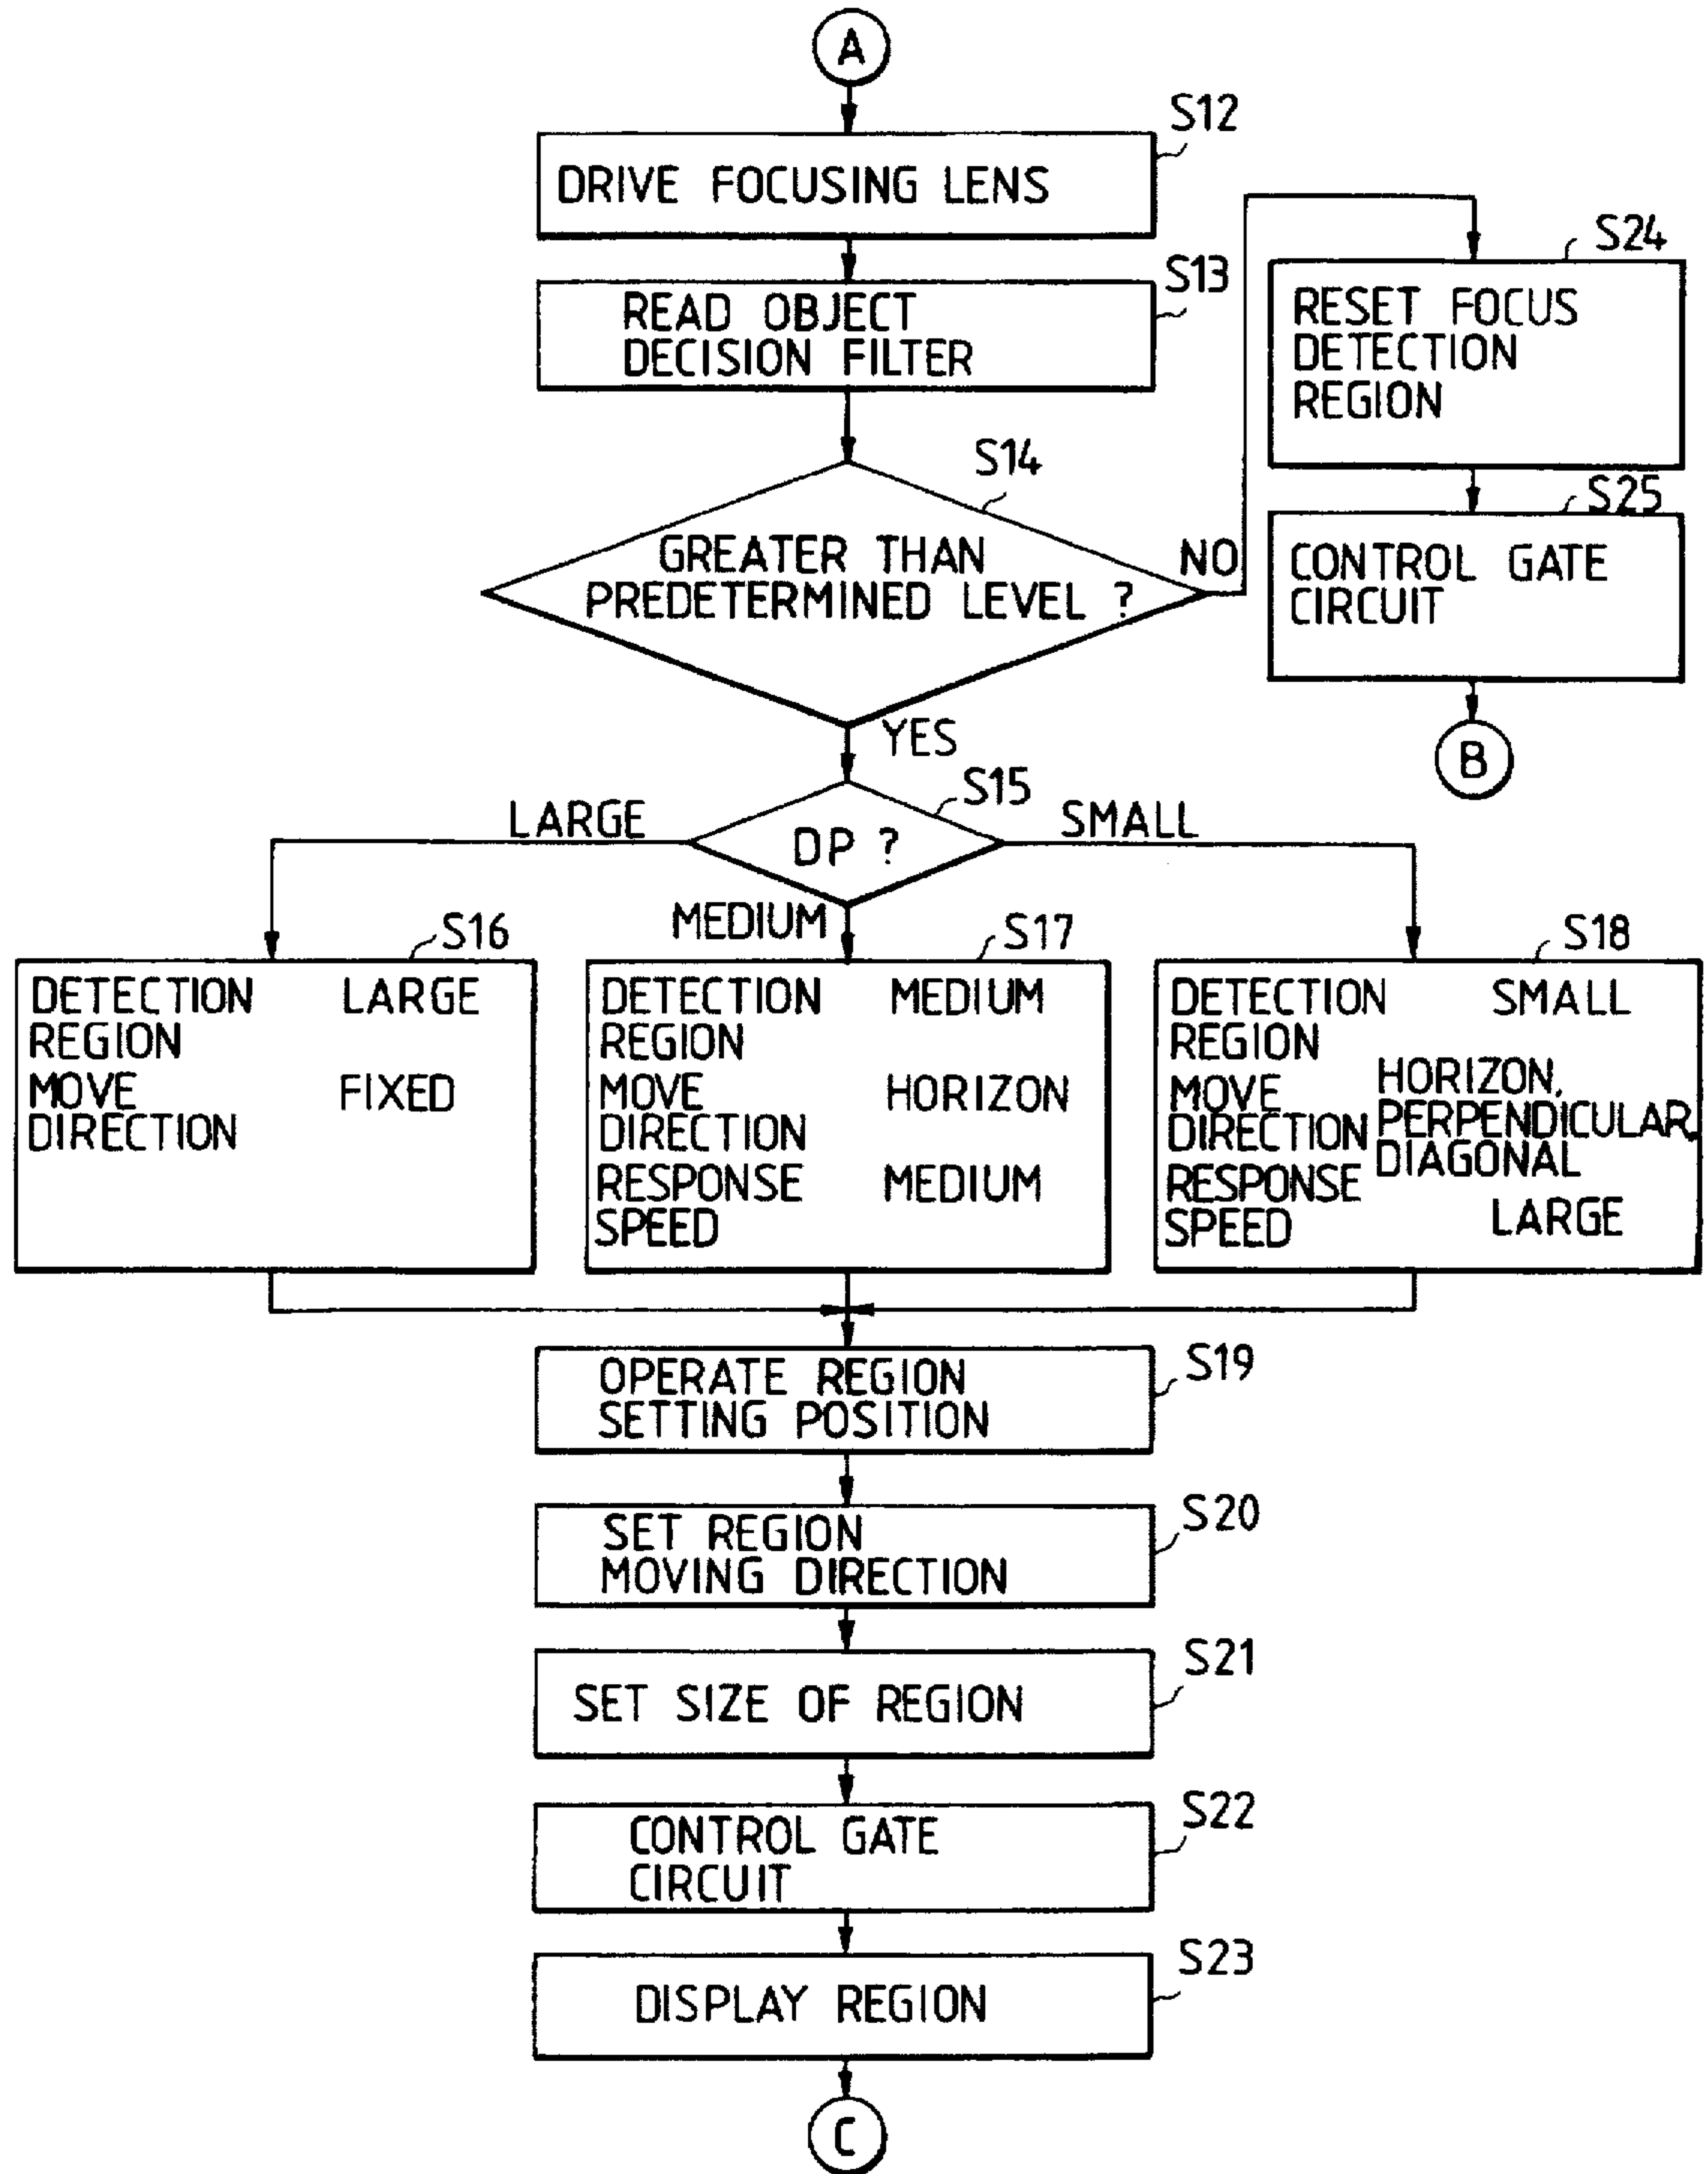 A
S12
DRIVE FOCUSING LENS
S13
READ OBJECT
DECISION FILTER
S14
GREATER THAN
PREDETERMINED LEVEL ?
NO
S24
RESET FOCUS
DETECTION
REGION
S25
CONTROL GATE
CIRCUIT
B
YES
S15
DP ?
LARGE
MEDIUM
SMALL
S16
DETECTION LARGE
REGION
MOVE FIXED
DIRECTION
S17
DETECTION MEDIUM
REGION
MOVE HORIZON
DIRECTION
RESPONSE MEDIUM
SPEED
S18
DETECTION SMALL
REGION
MOVE HORIZON,
DIRECTION PERPENDICULAR,
DIAGONAL
RESPONSE
SPEED LARGE
S19
OPERATE REGION
SETTING POSITION
S20
SET REGION
MOVING DIRECTION
S21
SET SIZE OF REGION
S22
CONTROL GATE
CIRCUIT
S23
DISPLAY REGION
C